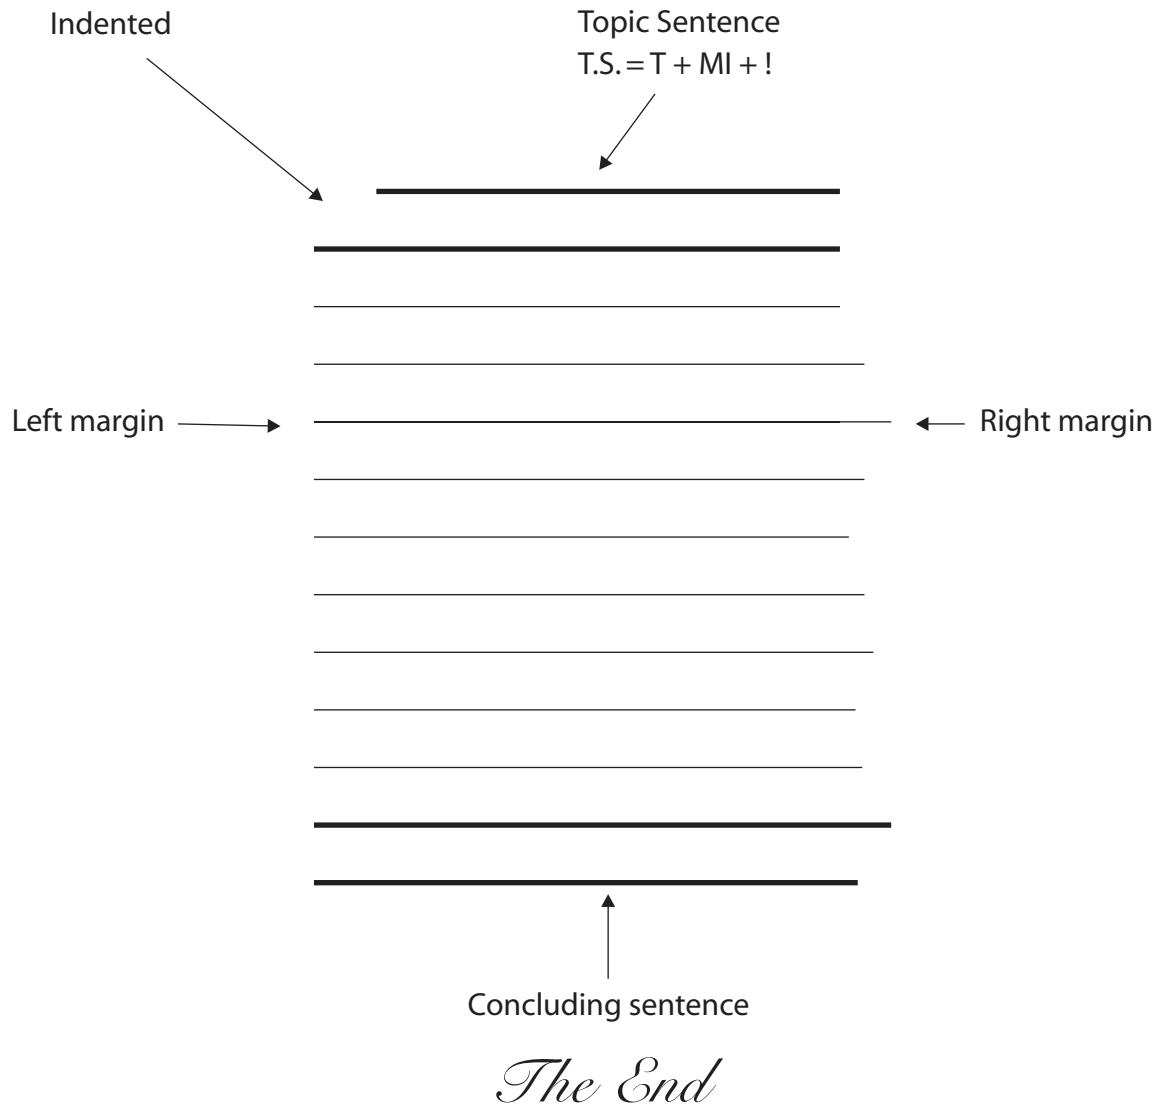 Indented
Topic Sentence
T.S. = T + MI + !
Left margin
Right margin
Concluding sentence
The End